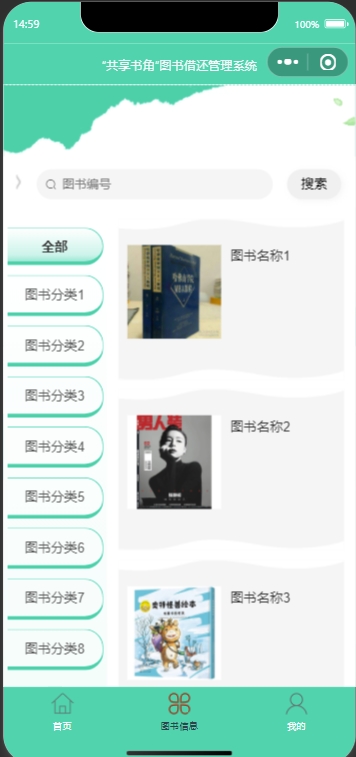 14:59
100%
"共享书角"图书借还管理系统
图书编号
搜索
全部
图书分类1
图书分类2
图书分类3
图书分类4
图书分类5
图书分类6
图书分类7
图书分类8
图书名称1
图书名称2
男人装
图书名称3
首页
图书信息
我的